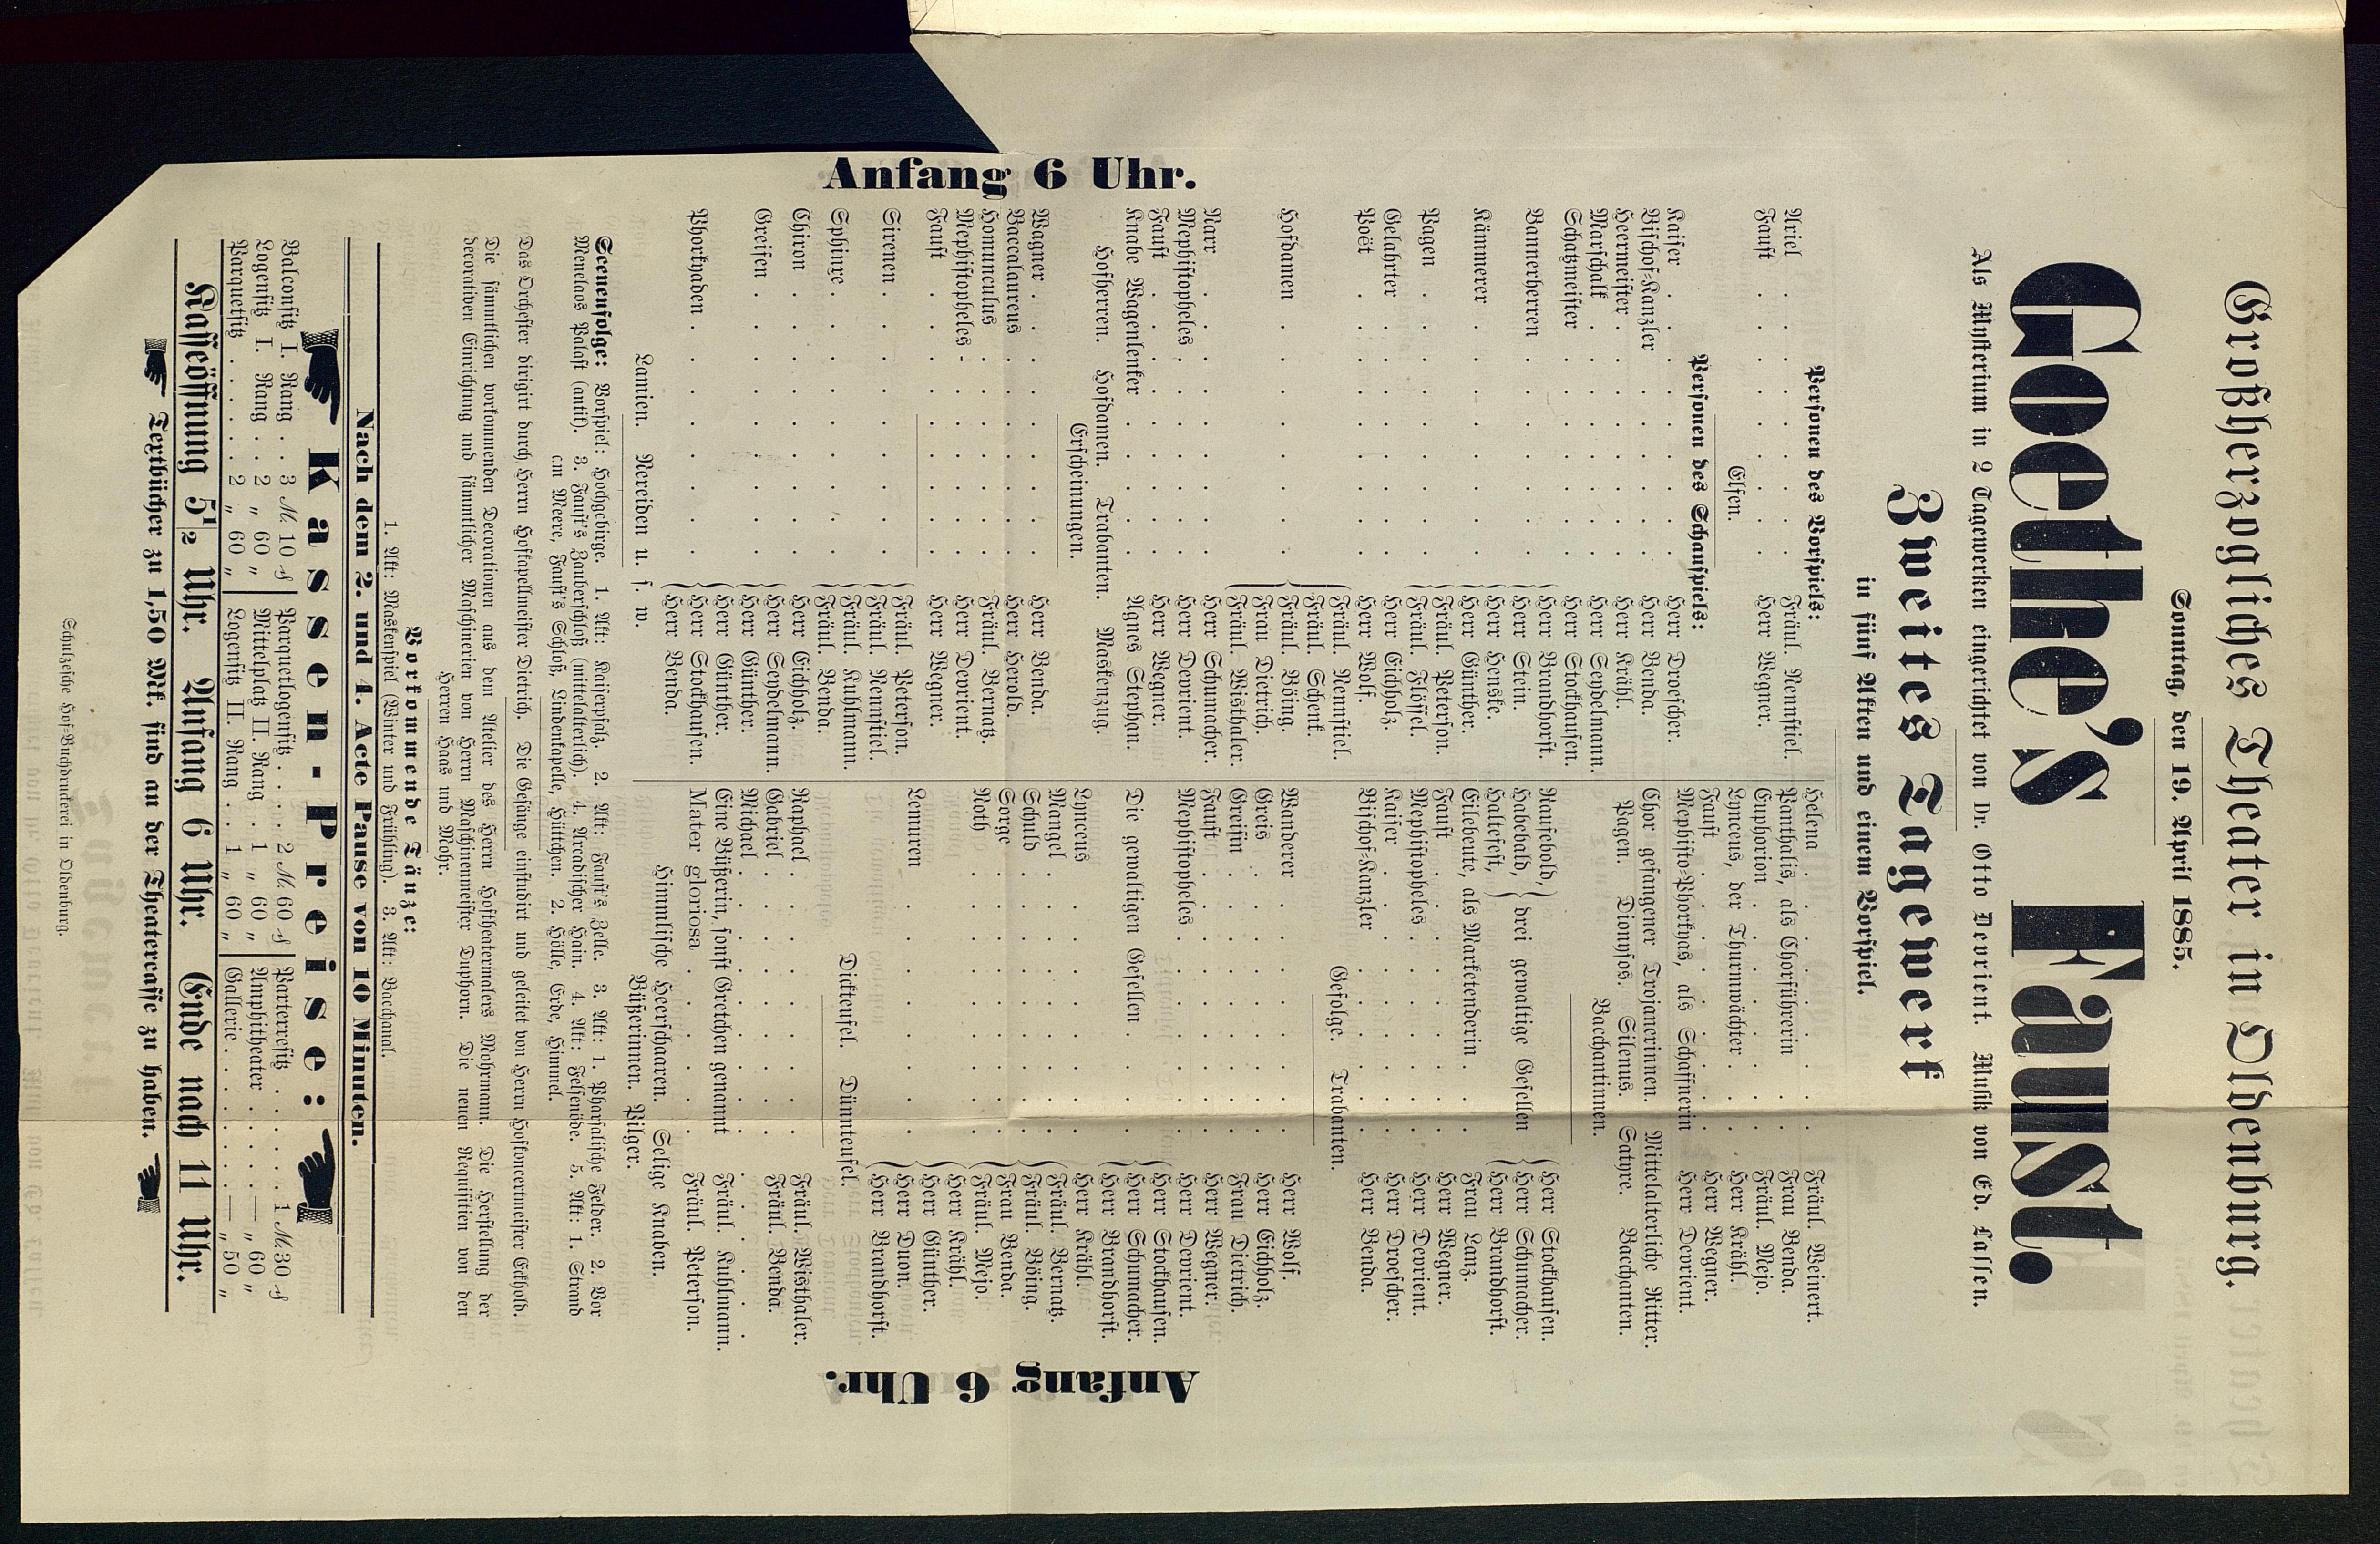 Großherzogliches Theater in Oldenburg.
Sonntag, den 19. April 1885.
Goethe's Faust.
Als Mysterium in 2 Tagewerken eingerichtet von Dr. Otto Devrient. Musik von Ed. Lassen.
Zweites Tagewerk
in fünf Akten und einem Vorspiel.
Anfang 6 Uhr.
Personen des Vorspiels:
Ariel . . . . . . Fräul. Rennstiel.
Faust . . . . . . Herr Wegner.
Elfen.
Personen des Schauspiels:
Kaiser . . . . . . Herr Droescher.
Bischof-Kanzler . . . . . Herr Benda.
Heermeister . . . . . Herr Krähl.
Marschalk . . . . . Herr Seydelmann.
Schatzmeister . . . . . Herr Stockhausen.
Bannerherren . . . . { Herr Brandhorst.
Herr Stein.
Kämmerer . . . . . { Herr Henske.
Herr Günther.
Pagen . . . . . . { Fräul. Peterson.
Fräul. Flössel.
Gelahrter . . . . . Herr Eichholz.
Poët . . . . . . Herr Wolf.
Hofdamen . . . . . { Fräul. Rennstiel.
Fräul. Schenk.
Fräul. Böing.
Frau Dietrich.
Fräul. Wisthaler.
Narr . . . . . . Herr Schumacher.
Mephistopheles . . . . . Herr Devrient.
Faust . . . . . . Herr Wegner.
Knabe Wagenlenker . . . . Agnes Stephan.
Hofherren. Hofdamen. Trabanten. Maskenzug.
Erscheinungen.
Wagner . . . . . . Herr Benda.
Baccalaureus . . . . . Herr Herold.
Homunculus . . . . . Fräul. Bernatz.
Mephistopheles - . . . . Herr Devrient.
Faust . . . . . . Herr Wegner.
Sirenen . . . . . . { Fräul. Peterson.
Fräul. Rennstiel.
Sphinxe . . . . . . { Fräul. Kuhlmann.
Fräul. Benda.
Chiron . . . . . . Herr Eichholz.
Greifen . . . . . . { Herr Seydelmann.
Herr Günther.
Phorkyaden . . . . . { Herr Günther.
Herr Stockhausen.
Herr Benda.
Lamien. Nereiden u. s. w.
Helena . . . . . . Fräul. Weinert.
Panthalis, als Chorführerin . . Frau Benda.
Euphorion . . . . . Fräul. Mejo.
Lynceus, der Thurmwächter . . Herr Krähl.
Faust . . . . . . Herr Wegner.
Mephisto-Phorkyas, als Schaffnerin . Herr Devrient.
Chor gefangener Trojanerinnen. Mittelalterliche Ritter.
Pagen. Dionysos. Silenus. Satyre. Bacchanten.
Bacchantinnen.
Raufebold, } { Herr Stockhausen.
Habebald, } drei gewaltige Gesellen { Herr Schumacher.
Haltefest, } { Herr Brandhorst.
Eilebeute, als Marketenderin . . Frau Lanz.
Faust . . . . . . Herr Wegner.
Mephistopheles . . . . . Herr Devrient.
Kaiser . . . . . . Herr Droescher.
Bischof-Kanzler . . . . . Herr Benda.
Gefolge. Trabanten.
Wanderer . . . . . Herr Wolf.
Greis . . . . . . Herr Eichholz.
Greisin . . . . . . Frau Dietrich.
Faust . . . . . . Herr Wegner.
Mephistopheles . . . . . Herr Devrient.
Die gewaltigen Gesellen . . . { Herr Stockhausen.
Herr Schumacher.
Herr Brandhorst.
Lynceus . . . . . . Herr Krähl.
Mangel . . . . . . { Fräul. Bernatz.
Schuld . . . . . . Fräul. Böing.
Sorge . . . . . . Frau Benda.
Noth . . . . . . Fräul. Mejo.
Lemuren . . . . . . { Herr Krähl.
Herr Günther.
Herr Duon.
Herr Brandhorst.
Dickteufel. Dünnteufel.
Raphael . . . . . . Fräul. Wisthaler.
Gabriel . . . . . . Fräul. Benda.
Michael . . . . . .
Eine Büßerin, sonst Gretchen genannt Fräul. Kuhlmann.
Mater gloriosa . . . . . Fräul. Peterson.
Himmlische Heerschaaren. Selige Knaben.
Büßerinnen. Pilger.
Anfang 6 Uhr.
Scenenfolge: Vorspiel: Hochgebirge. 1. Akt: Kaiserpfalz. 2. Akt: Faust's Zelle. 3. Akt: 1. Pharsalische Felder. 2. Vor
Menelaos Palast (antik). 3. Faust's Zauberschloß (mittelalterlich). 4. Arcadischer Hain. 4. Akt: Felsenöde. 5. Akt: 1. Strand
am Meere, Faust's Schloß, Lindenkapelle, Hüttchen. 2. Hölle, Erde, Himmel.
Das Orchester dirigirt durch Herrn Hofkapellmeister Dietrich. Die Gesänge einstudirt und geleitet von Herrn Hofkonzertmeister Eckhold.
Die sämmtlichen vorkommenden Decorationen aus dem Atelier des Herrn Hoftheatermalers Mohrmann. Die Herstellung der
decorativen Einrichtung und sämmtlicher Maschinerien von Herrn Maschinenmeister Duphorn. Die neuen Requisiten von den
Herren Haas und Mohr.
Vorkommende Tänze:
1. Akt: Maskenspiel (Winter und Frühling). 3. Akt: Bacchanal.
Nach dem 2. und 4. Acte Pause von 10 Minuten.
Kassen-Preise:
Balconsitz I. Rang . . 3 M. 10 ₰ Parquetlogensitz . . . . 2 M. 60 ₰ Parterresitz . . . . . 1 M. 30 ₰
Logensitz I. Rang . . 2 „ 60 „ Mittelplatz II. Rang . 1 „ 60 „ Amphitheater . . . . — „ 60 „
Parquetsitz . . . . . 2 „ 60 „ Logensitz II. Rang . . 1 „ 60 „ Gallerie . . . . . . — „ 50 „
Kasseöffnung 5½ Uhr. Anfang 6 Uhr. Ende nach 11 Uhr.
Textbücher zu 1,50 Mk. sind an der Theatercasse zu haben.
Schulzesche Hof-Buchdruckerei in Oldenburg.